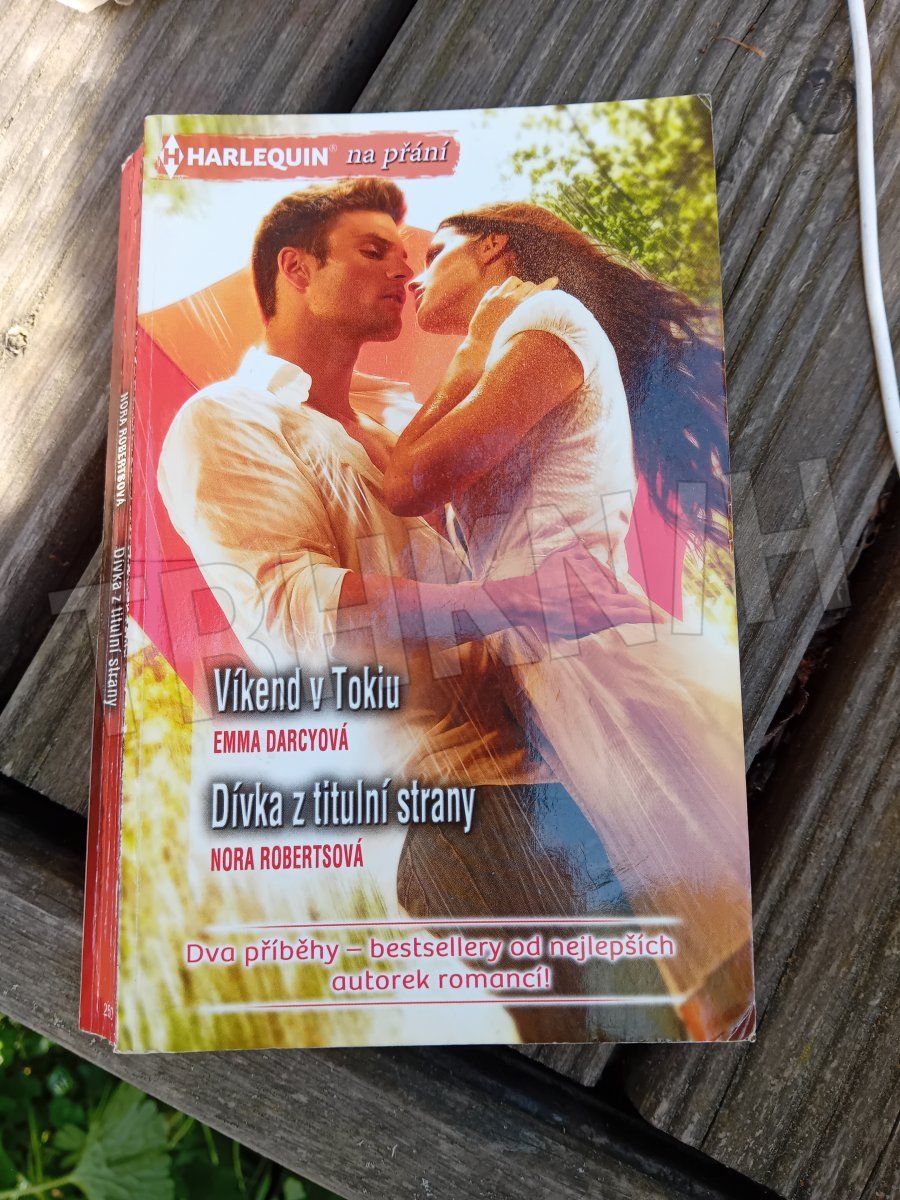 HARLEQUIN® na přání
Víkend v Tokiu
EMMA DARCYOVÁ
Dívka z titulní strany
NORA ROBERTSOVÁ
Dva příběhy – bestsellery od nejlepších
autorek romancí!
NORA ROBERTSOVÁ Dívka z titulní strany
TRHKNIH